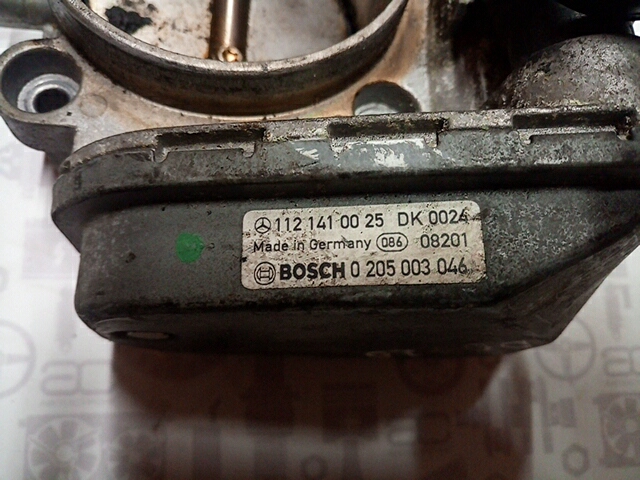 112 141 00 25 DK 0024
Made in Germany 086 08201
BOSCH 0 205 003 046